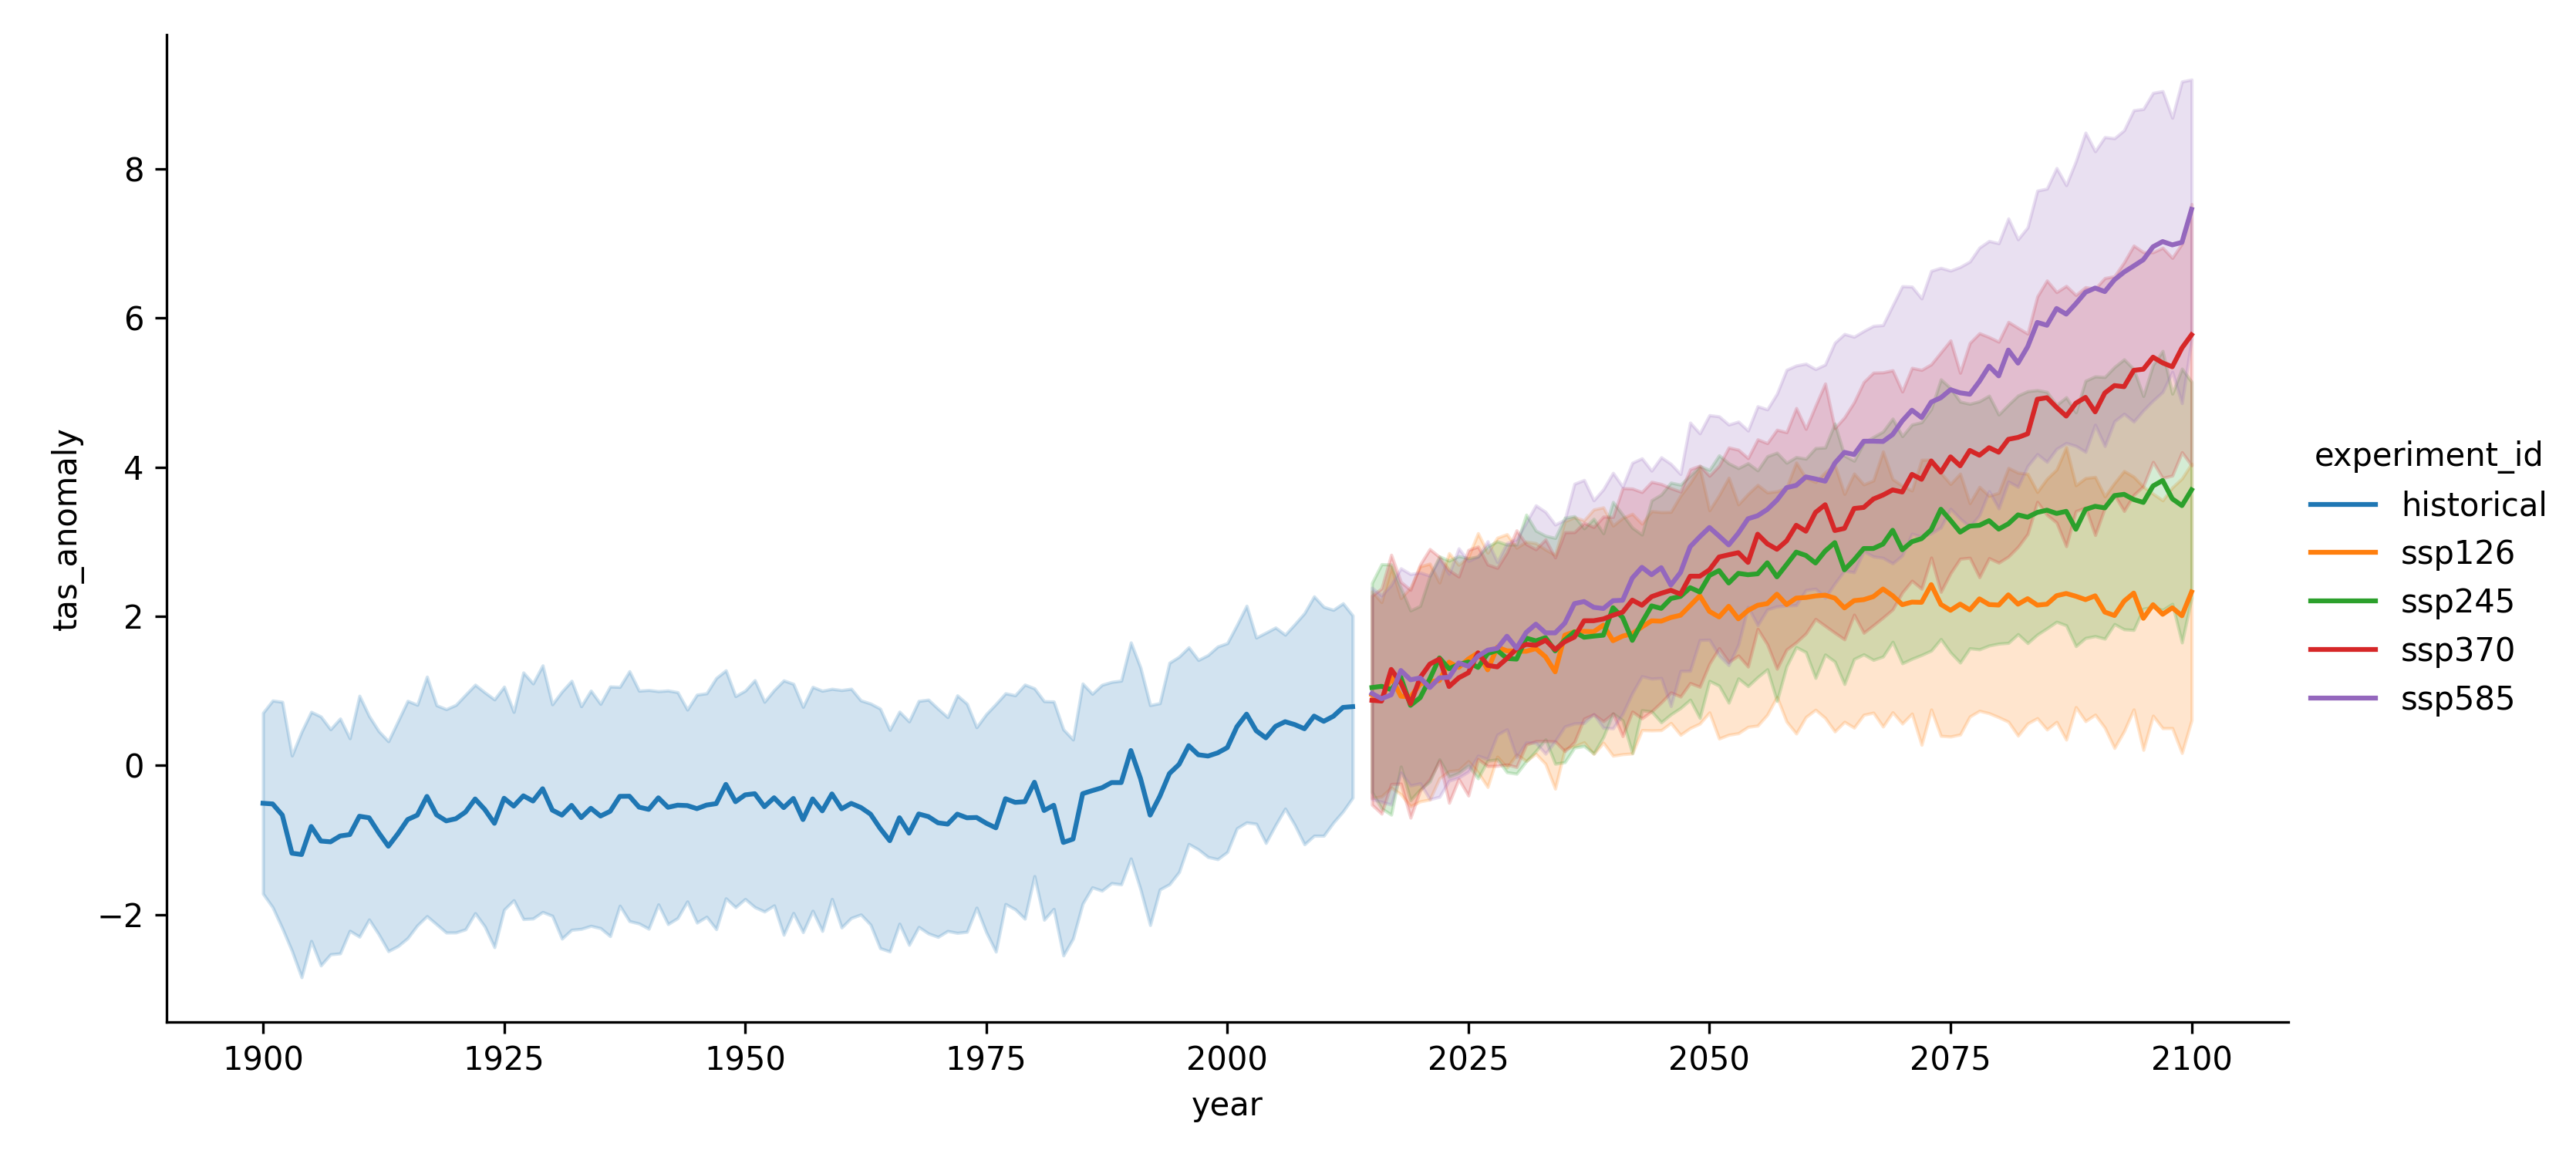 tas_anomaly
8
6
4
2
0
−2
1900 1925 1950 1975 2000 2025 2050 2075 2100
year
experiment_id
historical
ssp126
ssp245
ssp370
ssp585